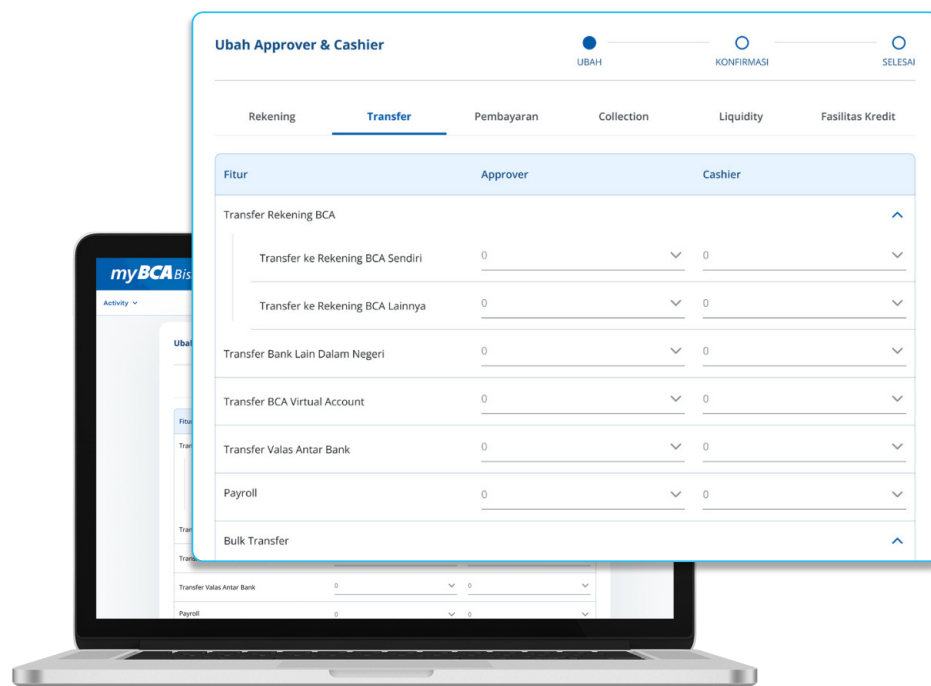 Ubah Approver & Cashier
UBAH
KONFIRMASI
SELESAI
Rekening
Transfer
Pembayaran
Collection
Liquidity
Fasilitas Kredit
Fitur Approver Cashier
Transfer Rekening BCA
Transfer ke Rekening BCA Sendiri 0 0
Transfer ke Rekening BCA Lainnya 0 0
Transfer Bank Lain Dalam Negeri 0 0
Transfer BCA Virtual Account 0 0
Transfer Valas Antar Bank 0 0
Payroll 0 0
Bulk Transfer
myBCA Bis
Activity
Ubah
Transfer Valas Antar Bank 0 0
Payroll 0 0